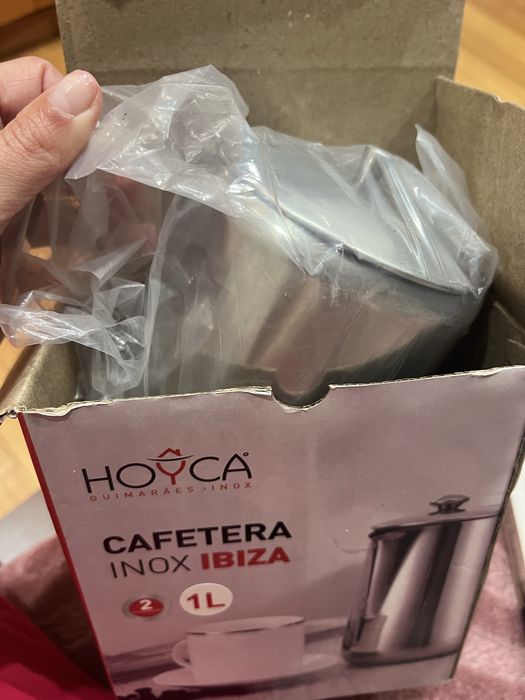 HOYCA
GUIMARÃES · INOX
CAFETERA
INOX IBIZA
2
1L